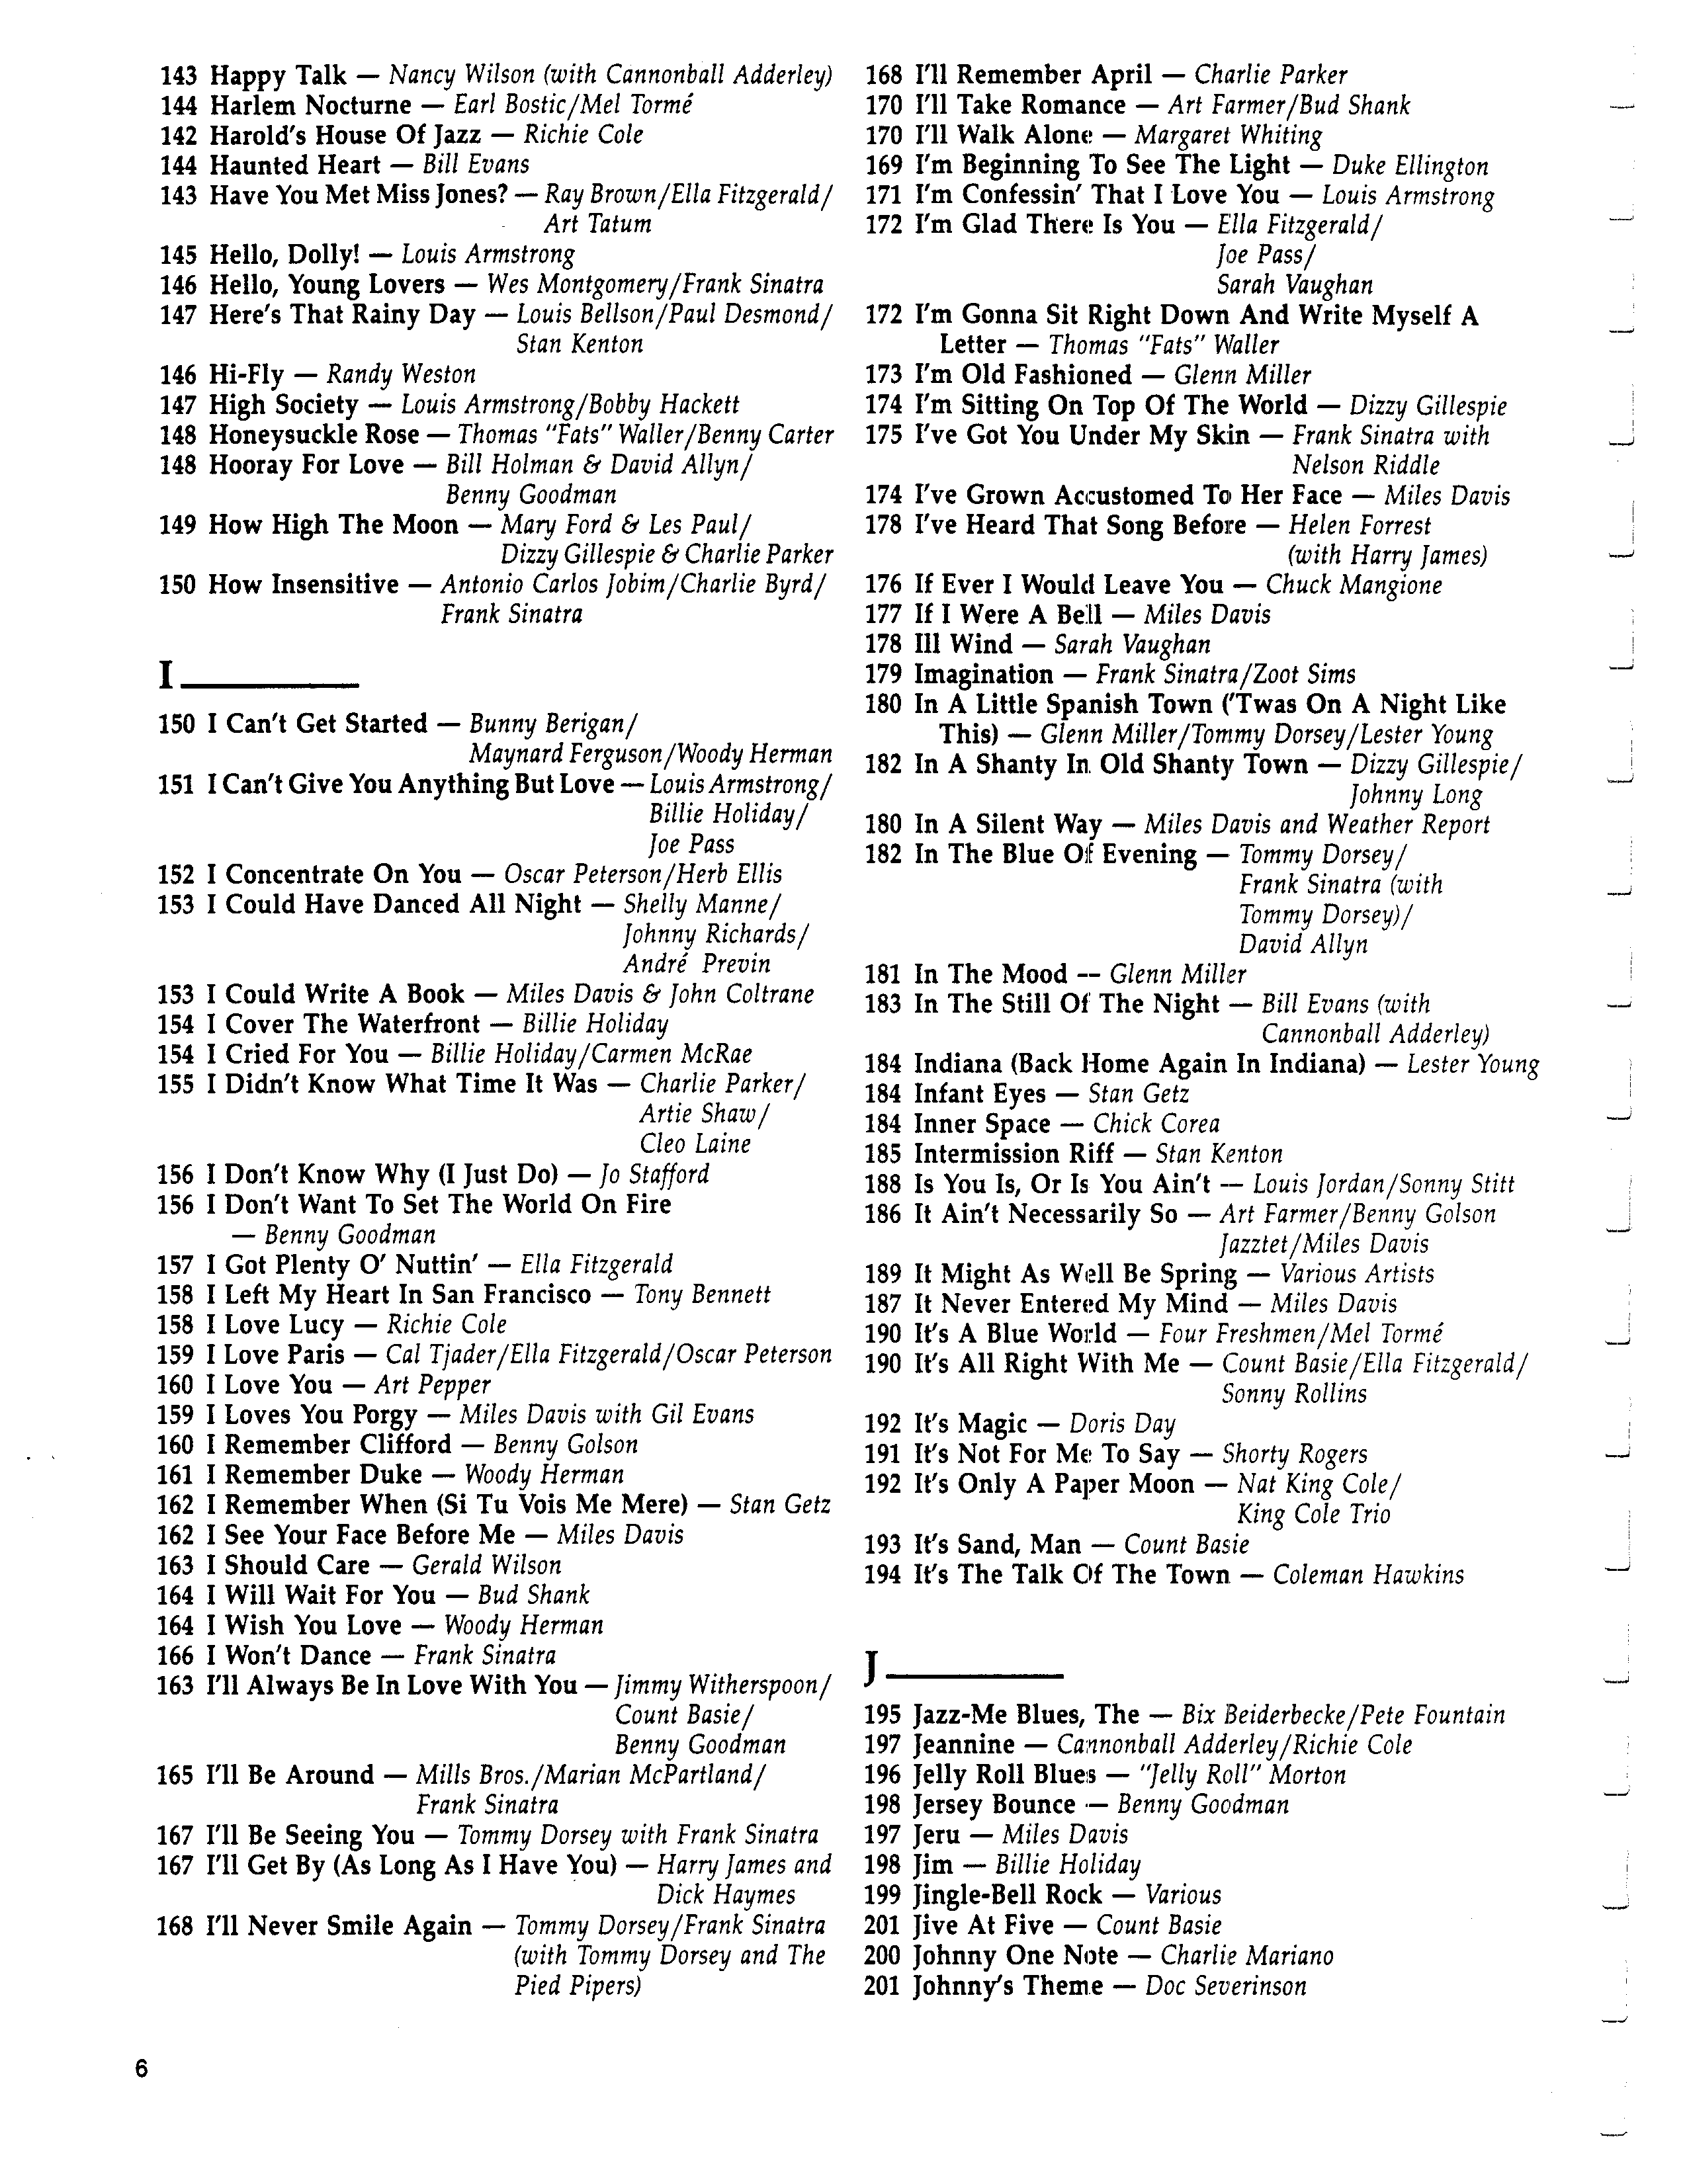 143 Happy Talk — Nancy Wilson (with Cannonball Adderley)
144 Harlem Nocturne — Earl Bostic/Mel Tormé
142 Harold's House Of Jazz — Richie Cole
144 Haunted Heart — Bill Evans
143 Have You Met Miss Jones? — Ray Brown/Ella Fitzgerald/
Art Tatum
145 Hello, Dolly! — Louis Armstrong
146 Hello, Young Lovers — Wes Montgomery/Frank Sinatra
147 Here's That Rainy Day — Louis Bellson/Paul Desmond/
Stan Kenton
146 Hi-Fly — Randy Weston
147 High Society — Louis Armstrong/Bobby Hackett
148 Honeysuckle Rose — Thomas "Fats" Waller/Benny Carter
148 Hooray For Love — Bill Holman & David Allyn/
Benny Goodman
149 How High The Moon — Mary Ford & Les Paul/
Dizzy Gillespie & Charlie Parker
150 How Insensitive — Antonio Carlos Jobim/Charlie Byrd/
Frank Sinatra
I
150 I Can't Get Started — Bunny Berigan/
Maynard Ferguson/Woody Herman
151 I Can't Give You Anything But Love — Louis Armstrong/
Billie Holiday/
Joe Pass
152 I Concentrate On You — Oscar Peterson/Herb Ellis
153 I Could Have Danced All Night — Shelly Manne/
Johnny Richards/
André Previn
153 I Could Write A Book — Miles Davis & John Coltrane
154 I Cover The Waterfront — Billie Holiday
154 I Cried For You — Billie Holiday/Carmen McRae
155 I Didn't Know What Time It Was — Charlie Parker/
Artie Shaw/
Cleo Laine
156 I Don't Know Why (I Just Do) — Jo Stafford
156 I Don't Want To Set The World On Fire
— Benny Goodman
157 I Got Plenty O' Nuttin' — Ella Fitzgerald
158 I Left My Heart In San Francisco — Tony Bennett
158 I Love Lucy — Richie Cole
159 I Love Paris — Cal Tjader/Ella Fitzgerald/Oscar Peterson
160 I Love You — Art Pepper
159 I Loves You Porgy — Miles Davis with Gil Evans
160 I Remember Clifford — Benny Golson
161 I Remember Duke — Woody Herman
162 I Remember When (Si Tu Vois Me Mere) — Stan Getz
162 I See Your Face Before Me — Miles Davis
163 I Should Care — Gerald Wilson
164 I Will Wait For You — Bud Shank
164 I Wish You Love — Woody Herman
166 I Won't Dance — Frank Sinatra
163 I'll Always Be In Love With You — Jimmy Witherspoon/
Count Basie/
Benny Goodman
165 I'll Be Around — Mills Bros./Marian McPartland/
Frank Sinatra
167 I'll Be Seeing You — Tommy Dorsey with Frank Sinatra
167 I'll Get By (As Long As I Have You) — Harry James and
Dick Haymes
168 I'll Never Smile Again — Tommy Dorsey/Frank Sinatra
(with Tommy Dorsey and The
Pied Pipers)
168 I'll Remember April — Charlie Parker
170 I'll Take Romance — Art Farmer/Bud Shank
170 I'll Walk Alone — Margaret Whiting
169 I'm Beginning To See The Light — Duke Ellington
171 I'm Confessin' That I Love You — Louis Armstrong
172 I'm Glad There Is You — Ella Fitzgerald/
Joe Pass/
Sarah Vaughan
172 I'm Gonna Sit Right Down And Write Myself A
Letter — Thomas "Fats" Waller
173 I'm Old Fashioned — Glenn Miller
174 I'm Sitting On Top Of The World — Dizzy Gillespie
175 I've Got You Under My Skin — Frank Sinatra with
Nelson Riddle
174 I've Grown Accustomed To Her Face — Miles Davis
178 I've Heard That Song Before — Helen Forrest
(with Harry James)
176 If Ever I Would Leave You — Chuck Mangione
177 If I Were A Bell — Miles Davis
178 Ill Wind — Sarah Vaughan
179 Imagination — Frank Sinatra/Zoot Sims
180 In A Little Spanish Town ('Twas On A Night Like
This) — Glenn Miller/Tommy Dorsey/Lester Young
182 In A Shanty In Old Shanty Town — Dizzy Gillespie/
Johnny Long
180 In A Silent Way — Miles Davis and Weather Report
182 In The Blue Of Evening — Tommy Dorsey/
Frank Sinatra (with
Tommy Dorsey)/
David Allyn
181 In The Mood — Glenn Miller
183 In The Still Of The Night — Bill Evans (with
Cannonball Adderley)
184 Indiana (Back Home Again In Indiana) — Lester Young
184 Infant Eyes — Stan Getz
184 Inner Space — Chick Corea
185 Intermission Riff — Stan Kenton
188 Is You Is, Or Is You Ain't — Louis Jordan/Sonny Stitt
186 It Ain't Necessarily So — Art Farmer/Benny Golson
Jazztet/Miles Davis
189 It Might As Well Be Spring — Various Artists
187 It Never Entered My Mind — Miles Davis
190 It's A Blue World — Four Freshmen/Mel Tormé
190 It's All Right With Me — Count Basie/Ella Fitzgerald/
Sonny Rollins
192 It's Magic — Doris Day
191 It's Not For Me To Say — Shorty Rogers
192 It's Only A Paper Moon — Nat King Cole/
King Cole Trio
193 It's Sand, Man — Count Basie
194 It's The Talk Of The Town — Coleman Hawkins
J
195 Jazz-Me Blues, The — Bix Beiderbecke/Pete Fountain
197 Jeannine — Cannonball Adderley/Richie Cole
196 Jelly Roll Blues — "Jelly Roll" Morton
198 Jersey Bounce — Benny Goodman
197 Jeru — Miles Davis
198 Jim — Billie Holiday
199 Jingle-Bell Rock — Various
201 Jive At Five — Count Basie
200 Johnny One Note — Charlie Mariano
201 Johnny's Theme — Doc Severinson
6